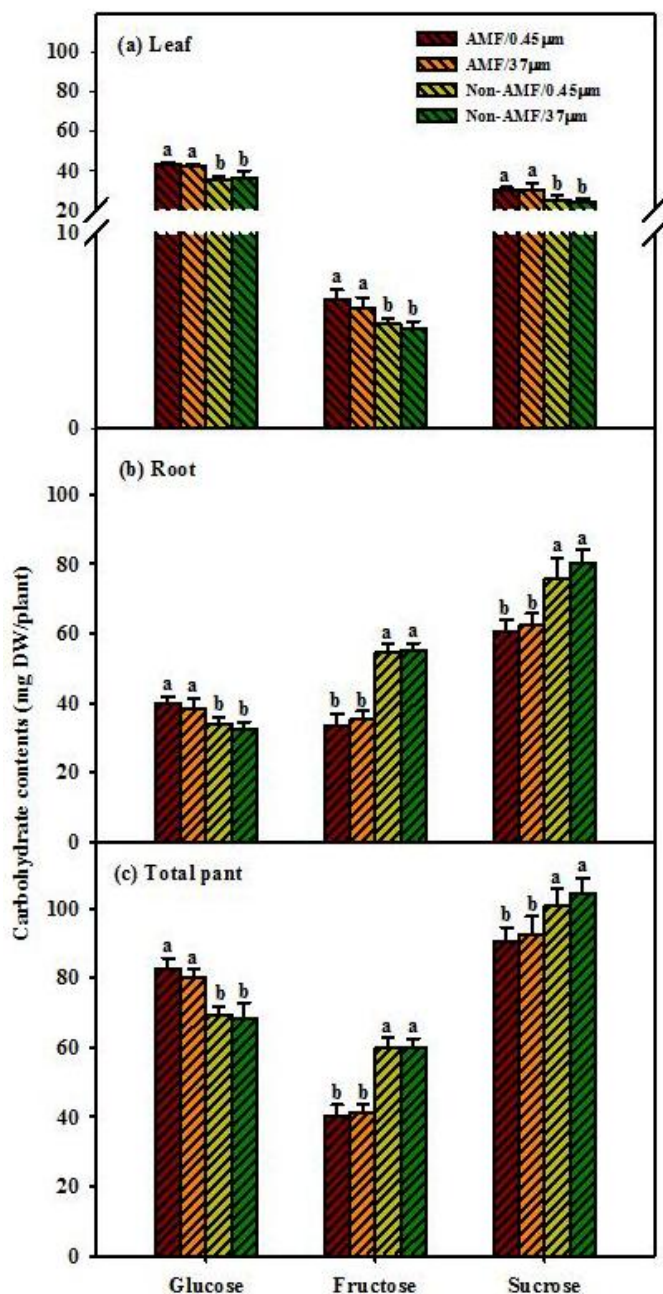 (a) Leaf
AMF/0.45µm
AMF/37µm
Non-AMF/0.45µm
Non-AMF/37µm
100
80
60
40
20
10
0
a a b b
a a b b
a a b b
(b) Root
100
80
60
40
20
0
a a b b
b b a a
b b a a
Carbohydrate contents (mg DW/plant)
(c) Total pant
100
80
60
40
20
0
a a b b
b b a a
b b a a
Glucose Fructose Sucrose